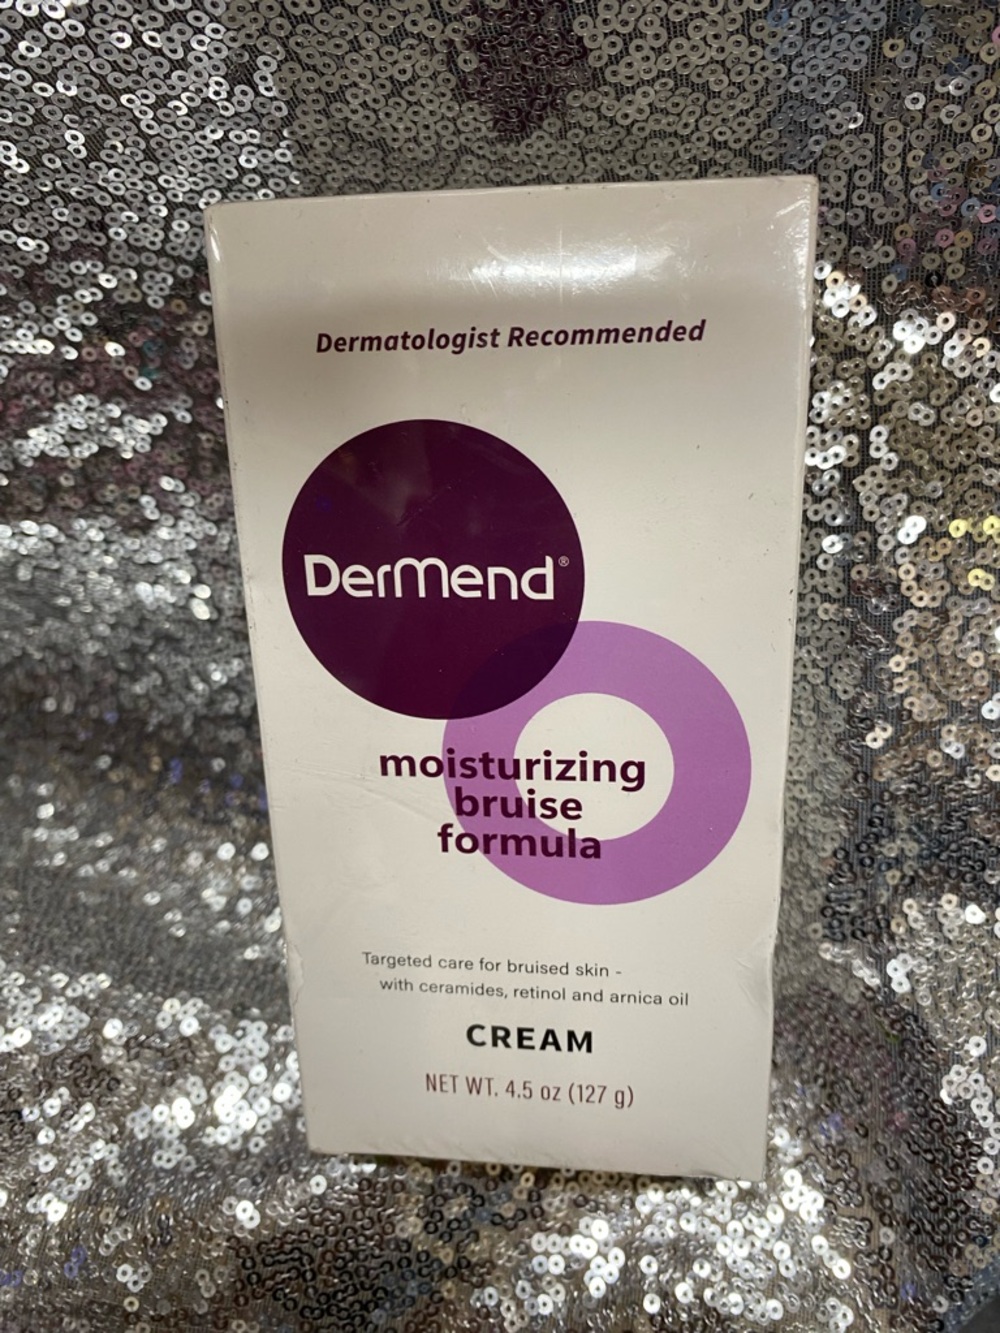 Dermatologist Recommended
DerMend®
moisturizing
bruise
formula
Targeted care for bruised skin -
with ceramides, retinol and arnica oil
CREAM
NET WT. 4.5 oz (127 g)